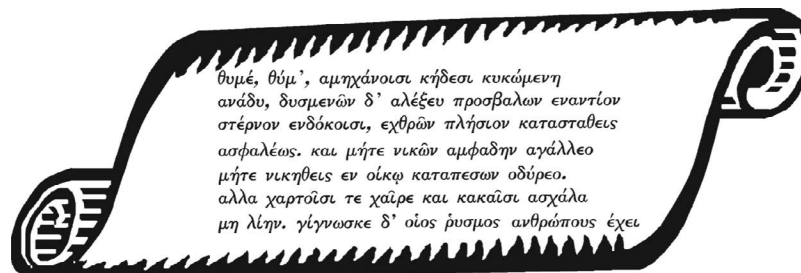 θυμέ, θύμ', αμηχάνοισι κήδεσι κυκώμενη
ανάδυ, δυσμενῶν δ' αλέξευ προσβαλων εναντίον
στέρνον ενδόκοισι, εχθρῶν πλήσιον κατασταθεις
ασφαλέως. και μήτε νικῶν αμφαδην αγάλλεο
μήτε νικηθεις εν οίκῳ καταπεσων οδύρεο.
αλλα χαρτοῖσι τε χαῖρε και κακαῖσι ασχάλα
μη λίην. γίγνωσκε δ' οἷος ῥυσμος ανθρώπους έχει